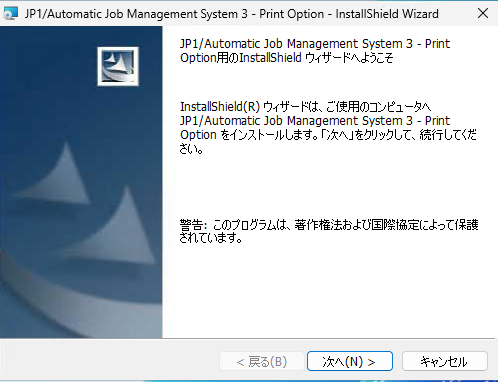 JP1/Automatic Job Management System 3 - Print Option - InstallShield Wizard
JP1/Automatic Job Management System 3 - Print
Option用のInstallShield ウィザードへようこそ
InstallShield(R) ウィザードは、ご使用のコンピュータへ
JP1/Automatic Job Management System 3 - Print
Option をインストールします。「次へ」をクリックして、続行してくだ
さい。
警告: このプログラムは、著作権法および国際協定によって保護
されています。
< 戻る(B)
次へ(N) >
キャンセル